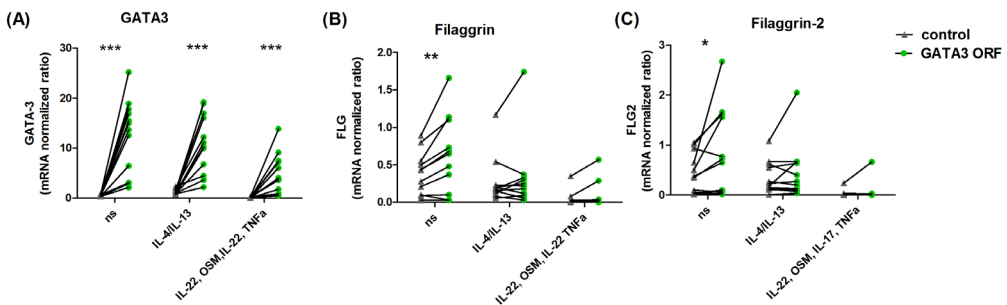 (A)
GATA3
GATA-3
(mRNA normalized ratio)
30
20
10
0
***
***
***
ns
IL-4/IL-13
IL-22, OSM,IL-22, TNFa
(B)
Filaggrin
FLG
(mRNA normalized ratio)
2.0
1.5
1.0
0.5
0.0
**
ns
IL-4/IL-13
IL-22, OSM, IL-22 TNFa
(C)
Filaggrin-2
FLG2
(mRNA normalized ratio)
3
2
1
0
*
ns
IL-4/IL-13
IL-22, OSM, IL-17, TNFa
control
GATA3 ORF